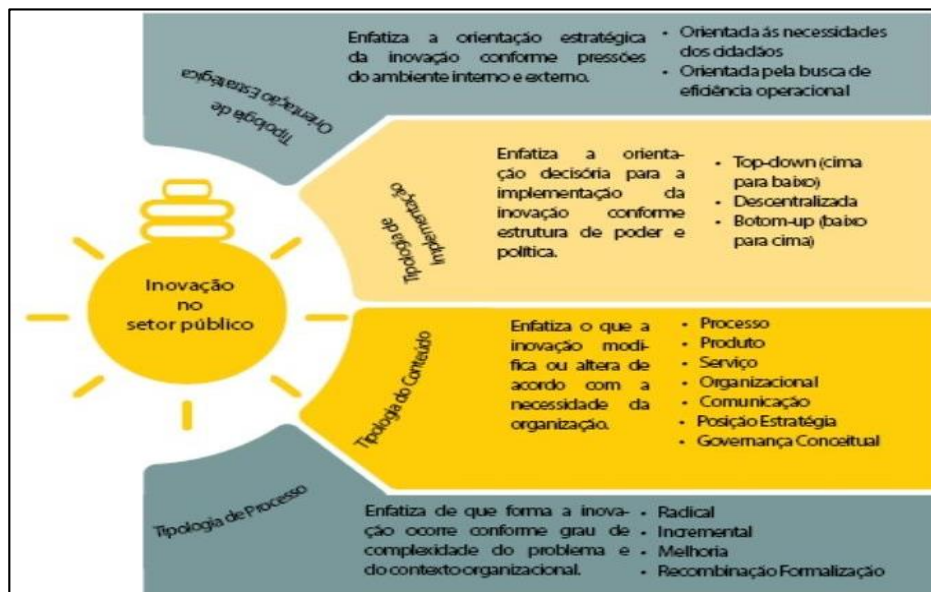 Tipologia de
Orientação Estratégica
Enfatiza a orientação estratégica
da inovação conforme pressões
do ambiente interno e externo.
• Orientada ás necessidades
dos cidadãos
• Orientada pela busca de
eficiência operacional
Tipologia de
Implementação
Enfatiza a orienta-
ção decisória para a
implementação da
inovação conforme
estrutura de poder e
política.
• Top-down (cima
para baixo)
• Descentralizada
• Botom-up (baixo
para cima)
Inovação
no
setor público
Tipologia do Conteúdo
Enfatiza o que a
inovação modi-
fica ou altera de
acordo com a
necessidade da
organização.
• Processo
• Produto
• Serviço
• Organizacional
• Comunicação
• Posição Estratégia
• Governança Conceitual
Tipologia de Processo
Enfatiza de que forma a inova-
ção ocorre conforme grau de
complexidade do problema e
do contexto organizacional.
• Radical
• Incremental
• Melhoria
• Recombinação Formalização